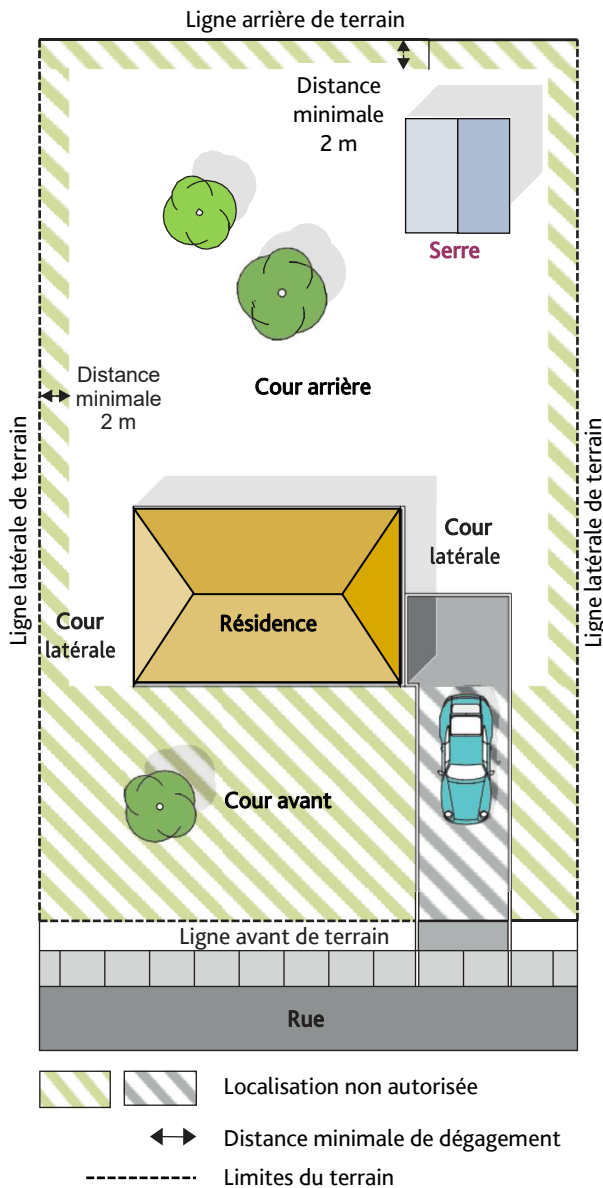 Ligne arrière de terrain
Distance
minimale
2 m
Serre
Distance
minimale
2 m
Cour arrière
Ligne latérale de terrain
Ligne latérale de terrain
Cour
latérale
Cour
latérale
Résidence
Cour avant
Ligne avant de terrain
Rue
Localisation non autorisée
Distance minimale de dégagement
Limites du terrain